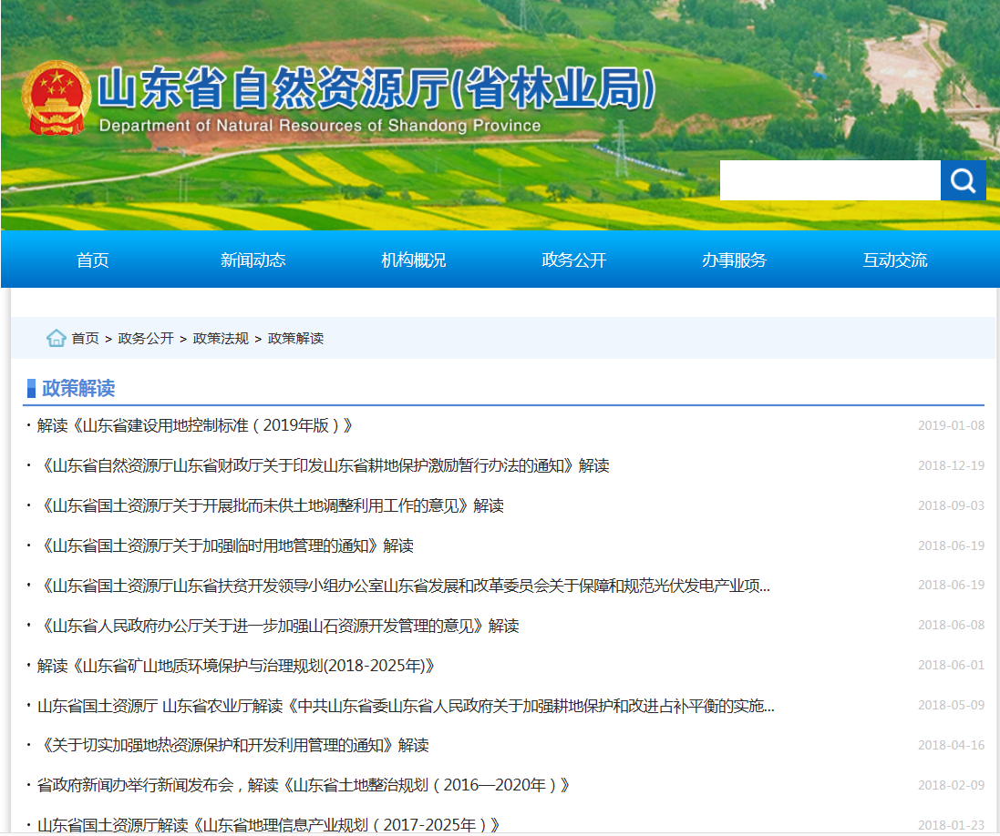 山东省自然资源厅(省林业局)
Department of Natural Resources of Shandong Province
首页 新闻动态 机构概况 政务公开 办事服务 互动交流
首页 > 政务公开 > 政策法规 > 政策解读
政策解读
· 解读《山东省建设用地控制标准（2019年版）》 2019-01-08
· 《山东省自然资源厅山东省财政厅关于印发山东省耕地保护激励暂行办法的通知》解读 2018-12-19
· 《山东省国土资源厅关于开展批而未供土地调整利用工作的意见》解读 2018-09-03
· 《山东省国土资源厅关于加强临时用地管理的通知》解读 2018-06-19
· 《山东省国土资源厅山东省扶贫开发领导小组办公室山东省发展和改革委员会关于保障和规范光伏发电产业项... 2018-06-19
· 《山东省人民政府办公厅关于进一步加强山石资源开发管理的意见》解读 2018-06-08
· 解读《山东省矿山地质环境保护与治理规划(2018-2025年)》 2018-06-01
· 山东省国土资源厅 山东省农业厅解读《中共山东省委山东省人民政府关于加强耕地保护和改进占补平衡的实施... 2018-05-09
· 《关于切实加强地热资源保护和开发利用管理的通知》解读 2018-04-16
· 省政府新闻办举行新闻发布会，解读《山东省土地整治规划（2016—2020年）》 2018-02-09
· 山东省国土资源厅解读《山东省地理信息产业规划（2017-2025年）》 2018-01-23